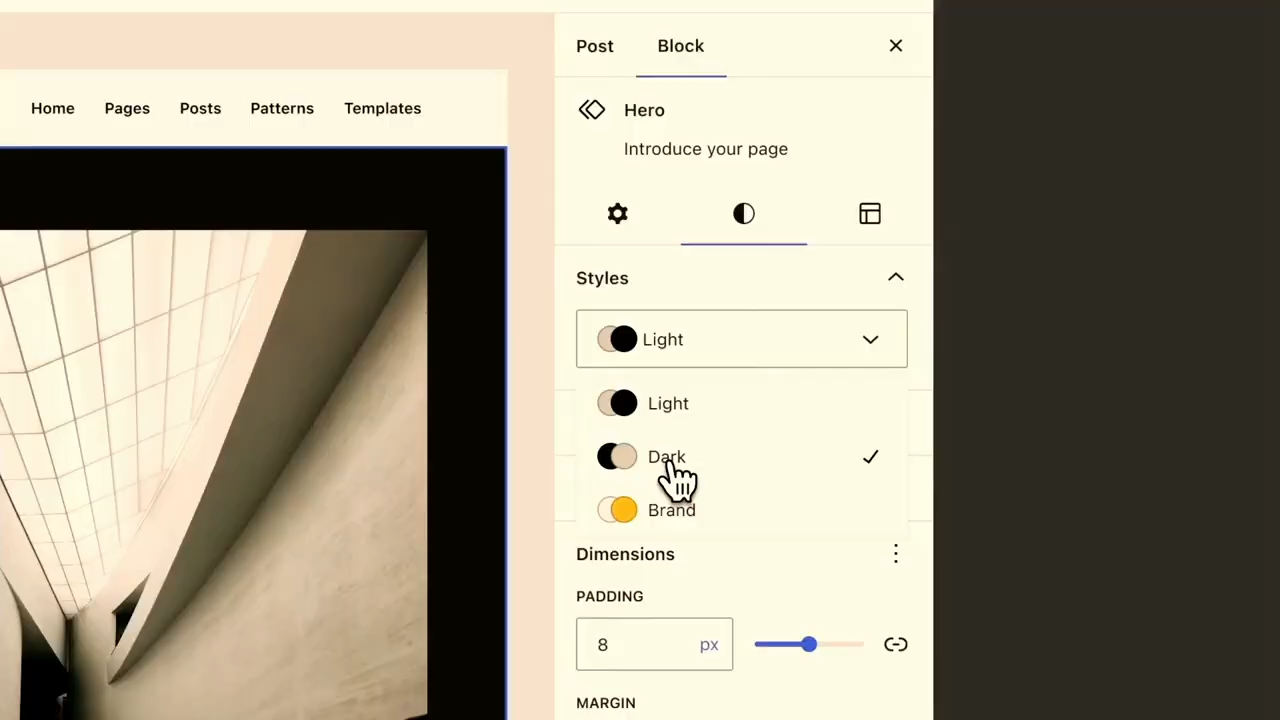 Post Block
Home Pages Posts Patterns Templates
Hero
Introduce your page
Styles
Light
Light
Dark
Brand
Dimensions
PADDING
8 px
MARGIN